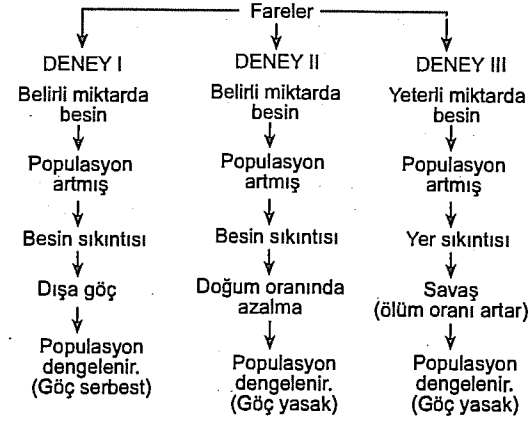 Fareler
DENEY I
Belirli miktarda
besin
Populasyon
artmış
Besin sıkıntısı
Dışa göç
Populasyon
dengelenir.
(Göç serbest)
DENEY II
Belirli miktarda
besin
Populasyon
artmış
Besin sıkıntısı
Doğum oranında
azalma
Populasyon
dengelenir.
(Göç yasak)
DENEY III
Yeterli miktarda
besin
Populasyon
artmış
Yer sıkıntısı
Savaş
(ölüm oranı artar)
Populasyon
dengelenir.
(Göç yasak)